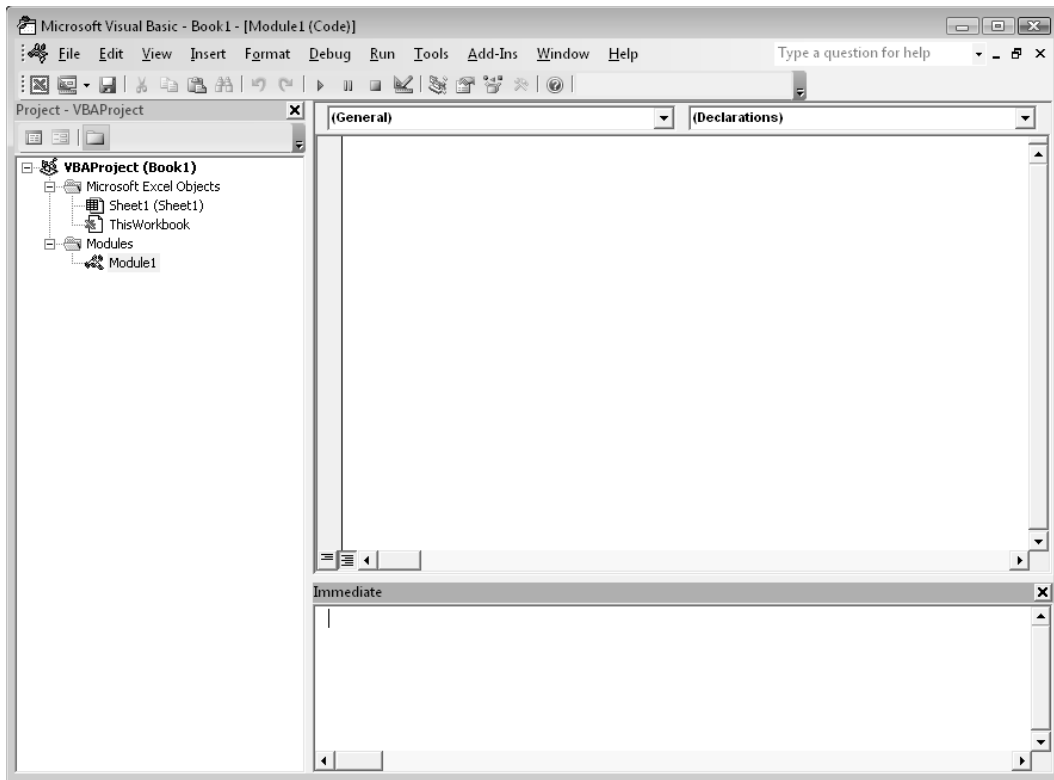 Microsoft Visual Basic - Book1 - [Module1 (Code)]
File Edit View Insert Format Debug Run Tools Add-Ins Window Help Type a question for help
Project - VBAProject
(General) (Declarations)
VBAProject (Book1)
Microsoft Excel Objects
Sheet1 (Sheet1)
ThisWorkbook
Modules
Module1
Immediate